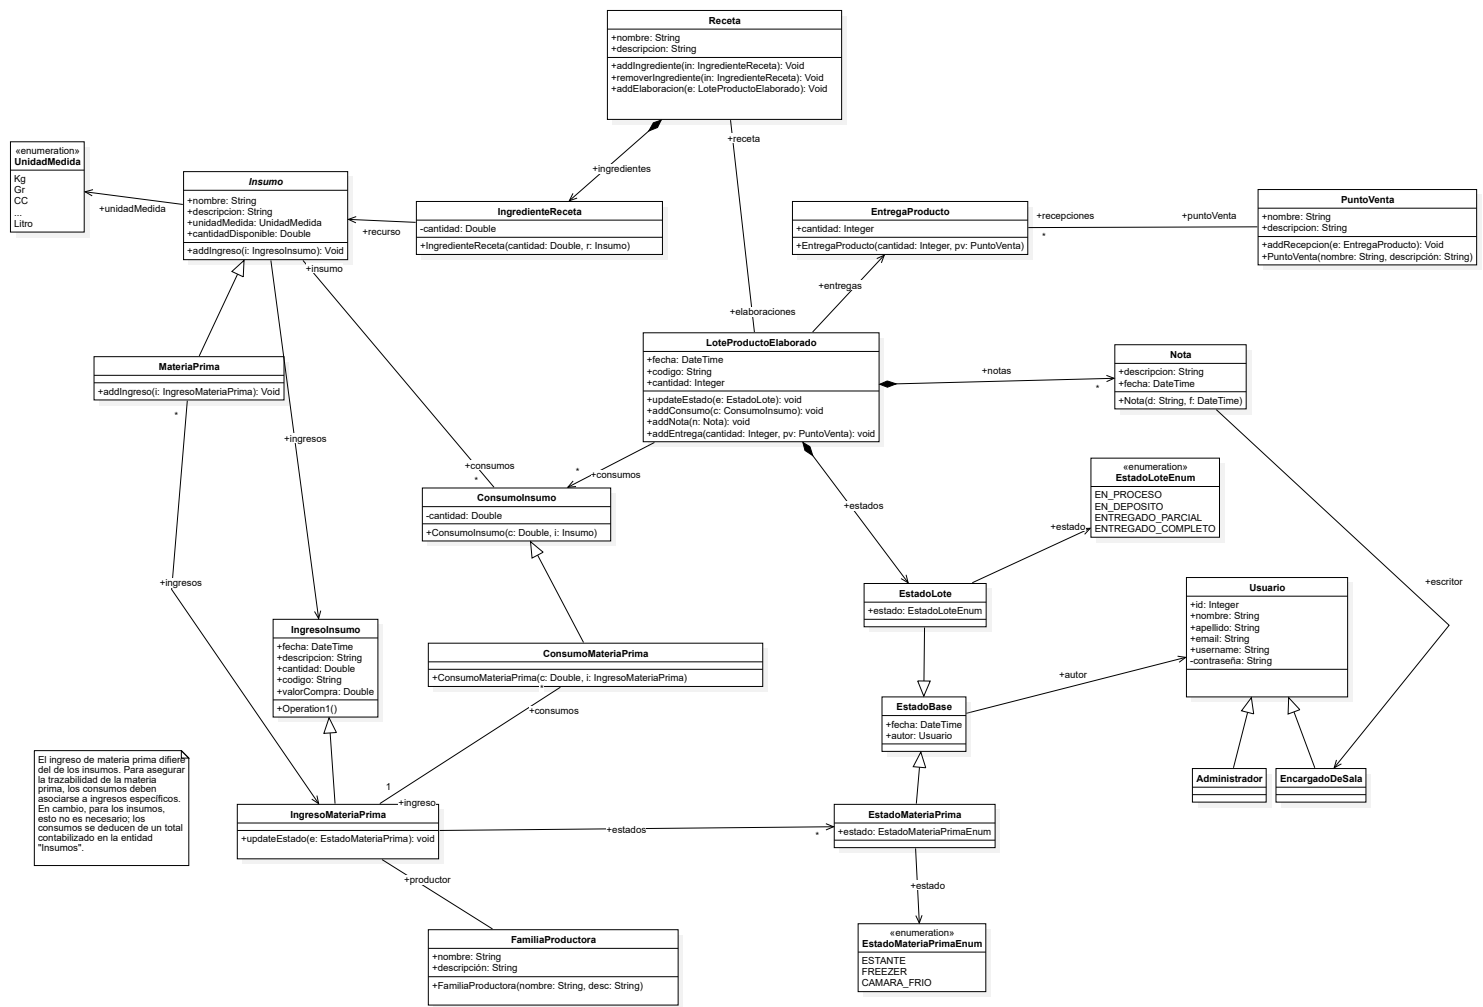 Receta
+nombre: String
+descripcion: String
+addIngrediente(in: IngredienteReceta): Void
+removerIngrediente(in: IngredienteReceta): Void
+addElaboracion(e: LoteProductoElaborado): Void
+receta
+ingredientes
«enumeration»
UnidadMedida
Kg
Gr
CC
...
Litro
+unidadMedida
Insumo
+nombre: String
+descripcion: String
+unidadMedida: UnidadMedida
+cantidadDisponible: Double
+addIngreso(i: IngresoInsumo): Void
+insumo
+recurso
IngredienteReceta
-cantidad: Double
+IngredienteReceta(cantidad: Double, r: Insumo)
EntregaProducto
+cantidad: Integer
+EntregaProducto(cantidad: Integer, pv: PuntoVenta)
+recepciones
*
+puntoVenta
PuntoVenta
+nombre: String
+descripcion: String
+addRecepcion(e: EntregaProducto): Void
+PuntoVenta(nombre: String, descripción: String)
+entregas
+elaboraciones
LoteProductoElaborado
+fecha: DateTime
+codigo: String
+cantidad: Integer
+updateEstado(e: EstadoLote): void
+addConsumo(c: ConsumoInsumo): void
+addNota(n: Nota): void
+addEntrega(cantidad: Integer, pv: PuntoVenta): void
+notas
*
Nota
+descripcion: String
+fecha: DateTime
+Nota(d: String, f: DateTime)
MateriaPrima
+addIngreso(i: IngresoMateriaPrima): Void
*
+ingresos
+consumos
*
*
+consumos
ConsumoInsumo
-cantidad: Double
+ConsumoInsumo(c: Double, i: Insumo)
+estados
«enumeration»
EstadoLoteEnum
EN_PROCESO
EN_DEPOSITO
ENTREGADO_PARCIAL
ENTREGADO_COMPLETO
+estado
+escritor
+ingresos
EstadoLote
+estado: EstadoLoteEnum
Usuario
+id: Integer
+nombre: String
+apellido: String
+email: String
+username: String
-contraseña: String
IngresoInsumo
+fecha: DateTime
+descripcion: String
+cantidad: Double
+codigo: String
+valorCompra: Double
+Operation1()
ConsumoMateriaPrima
+ConsumoMateriaPrima(c: Double, i: IngresoMateriaPrima)
*
+consumos
+autor
EstadoBase
+fecha: DateTime
+autor: Usuario
Administrador
EncargadoDeSala
El ingreso de materia prima difiere
del de los insumos. Para asegurar
la trazabilidad de la materia
prima, los consumos deben
asociarse a ingresos específicos.
En cambio, para los insumos,
esto no es necesario; los
consumos se deducen de un total
contabilizado en la entidad
"Insumos".
1
+ingreso
IngresoMateriaPrima
+updateEstado(e: EstadoMateriaPrima): void
+estados
*
EstadoMateriaPrima
+estado: EstadoMateriaPrimaEnum
+productor
+estado
FamiliaProductora
+nombre: String
+descripción: String
+FamiliaProductora(nombre: String, desc: String)
«enumeration»
EstadoMateriaPrimaEnum
ESTANTE
FREEZER
CAMARA_FRIO